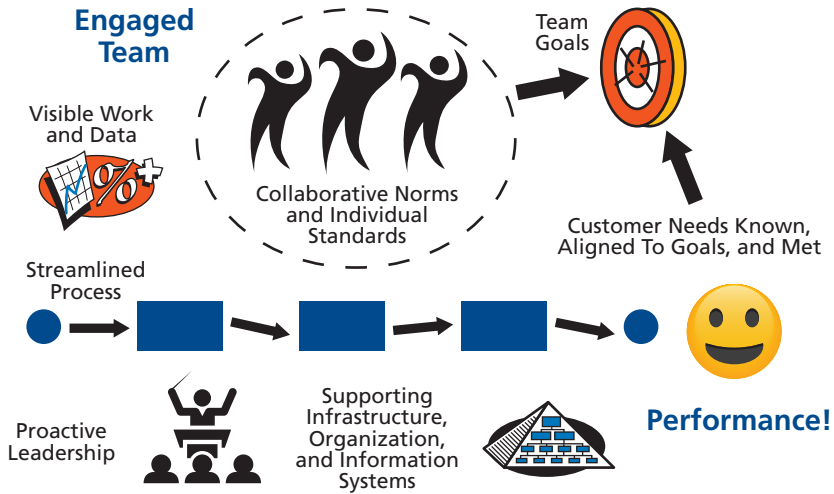 Engaged
Team
Team
Goals
Visible Work
and Data
%
Collaborative Norms
and Individual
Standards
Customer Needs Known,
Aligned To Goals, and Met
Streamlined
Process
Proactive
Leadership
Supporting
Infrastructure,
Organization,
and Information
Systems
Performance!